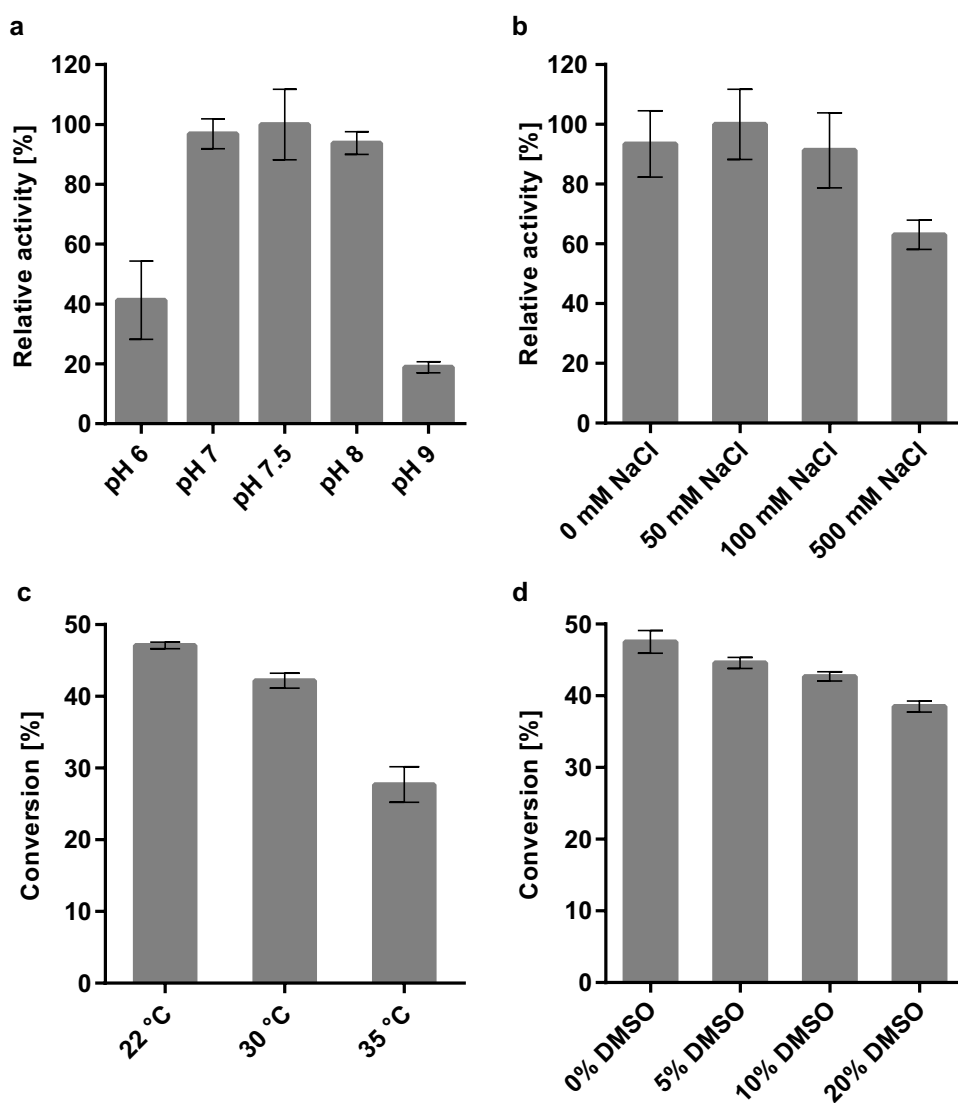 a
Relative activity [%]
120
100
80
60
40
20
0
pH 6
pH 7
pH 7.5
pH 8
pH 9
b
Relative activity [%]
120
100
80
60
40
20
0
0 mM NaCl
50 mM NaCl
100 mM NaCl
500 mM NaCl
c
Conversion [%]
50
40
30
20
10
0
22 °C
30 °C
35 °C
d
Conversion [%]
50
40
30
20
10
0
0% DMSO
5% DMSO
10% DMSO
20% DMSO